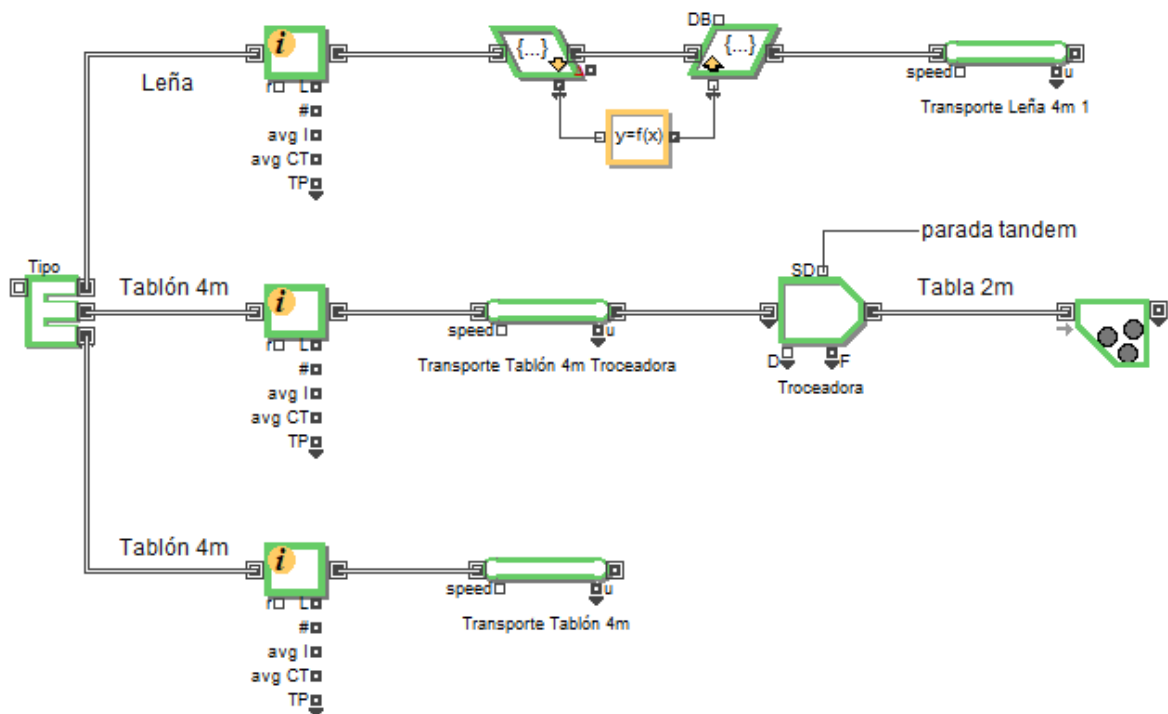 DB
i
{...}
{...}
Leña
r
L
speed
u
#
Transporte Leña 4m 1
avg I
y=f(x)
avg CT
TP
parada tandem
Tipo
SD
Tablón 4m
i
Tabla 2m
r
L
speed
u
#
Transporte Tablón 4m Troceadora
D
F
avg I
Troceadora
avg CT
TP
Tablón 4m
i
r
L
speed
u
#
Transporte Tablón 4m
avg I
avg CT
TP